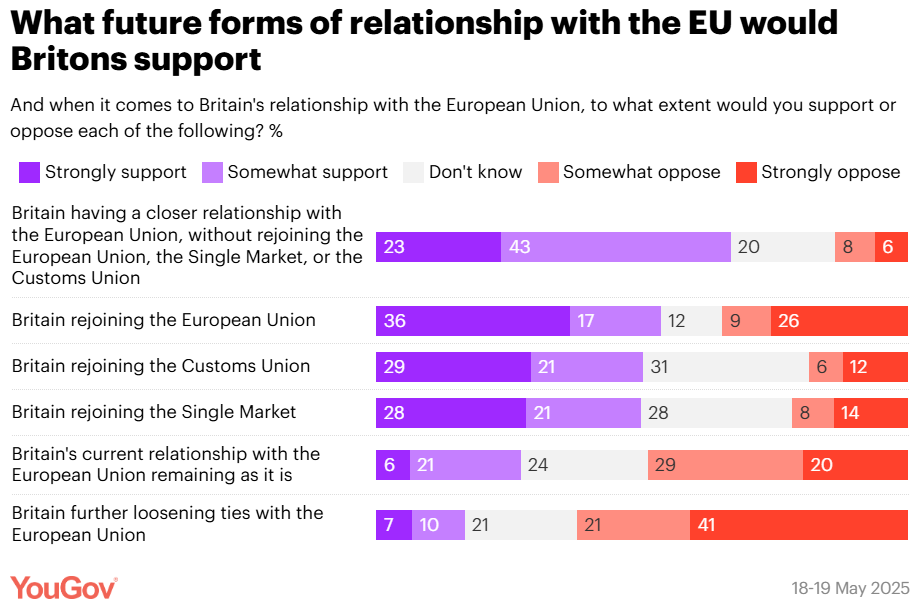 What future forms of relationship with the EU would
Britons support
And when it comes to Britain's relationship with the European Union, to what extent would you support or
oppose each of the following? %
Strongly support Somewhat support Don't know Somewhat oppose Strongly oppose
Britain having a closer relationship with
the European Union, without rejoining the
European Union, the Single Market, or the
Customs Union
23 43 20 8 6
Britain rejoining the European Union
36 17 12 9 26
Britain rejoining the Customs Union
29 21 31 6 12
Britain rejoining the Single Market
28 21 28 8 14
Britain's current relationship with the
European Union remaining as it is
6 21 24 29 20
Britain further loosening ties with the
European Union
7 10 21 21 41
YouGov
18-19 May 2025